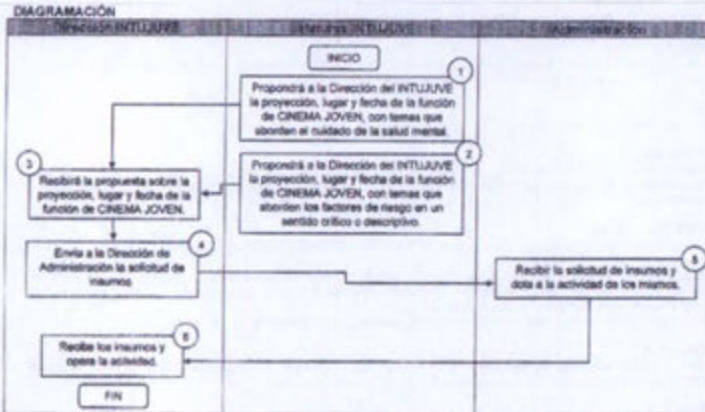 DIAGRAMACIÓN
Dirección INTUJUVE
INTUJUVE
Administración
INICIO
1
Propondrá a la Dirección del INTUJUVE
la proyección, lugar y fecha de la función
de CINEMA JOVEN, con temas que
aborden el cuidado de la salud mental.
2
Propondrá a la Dirección del INTUJUVE
la proyección, lugar y fecha de la función
de CINEMA JOVEN, con temas que
aborden los factores de riesgo en un
sentido crítico o descriptivo.
3
Recibirá la propuesta sobre la
proyección, lugar y fecha de la
función de CINEMA JOVEN.
4
Envía a la Dirección de
Administración la solicitud de
insumos
5
Recibir la solicitud de insumos y
dota a la actividad de los mismos.
6
Recibe los insumos y
opera la actividad.
FIN